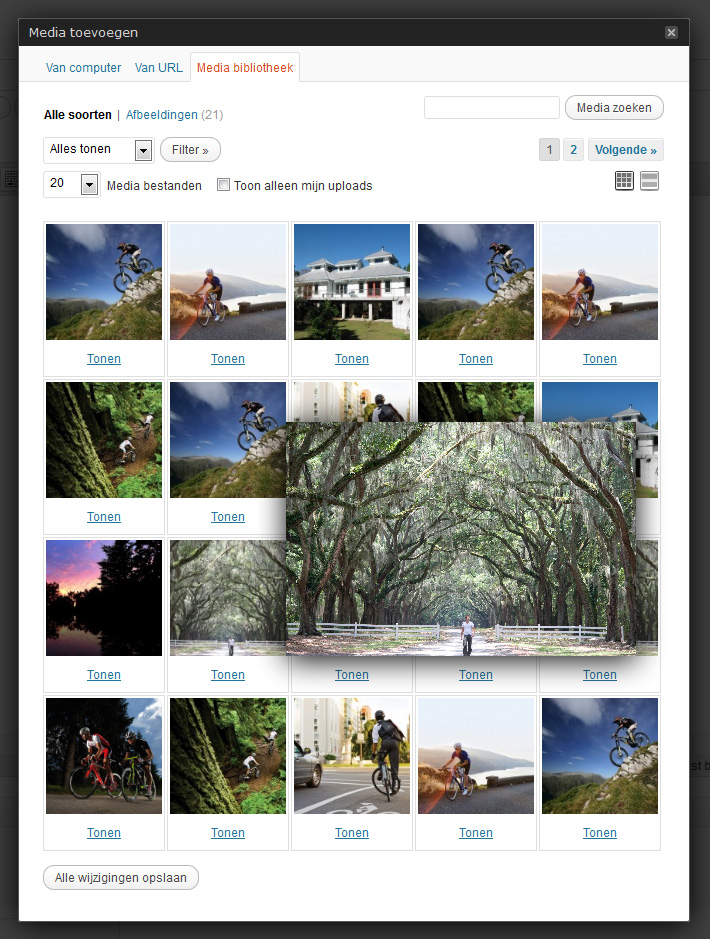 Media toevoegen
Van computer Van URL Media bibliotheek
Alle soorten | Afbeeldingen (21) Media zoeken
Alles tonen Filter » 1 2 Volgende »
20 Media bestanden Toon alleen mijn uploads
Tonen Tonen Tonen Tonen Tonen
Tonen Tonen
Tonen Tonen Tonen Tonen Tonen
Tonen Tonen Tonen Tonen Tonen
Alle wijzigingen opslaan